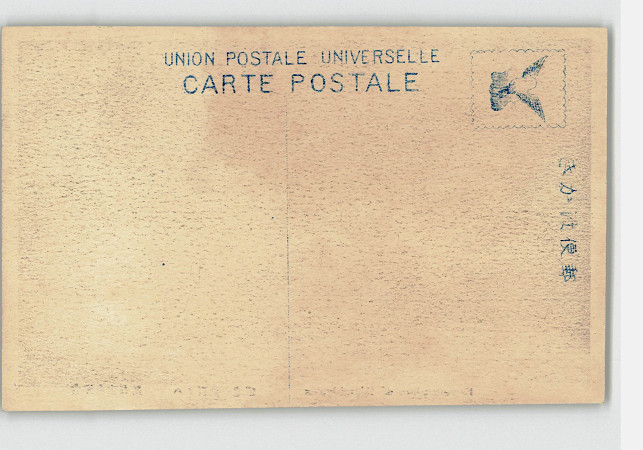 UNION POSTALE UNIVERSELLE
CARTE POSTALE
きかは便郵